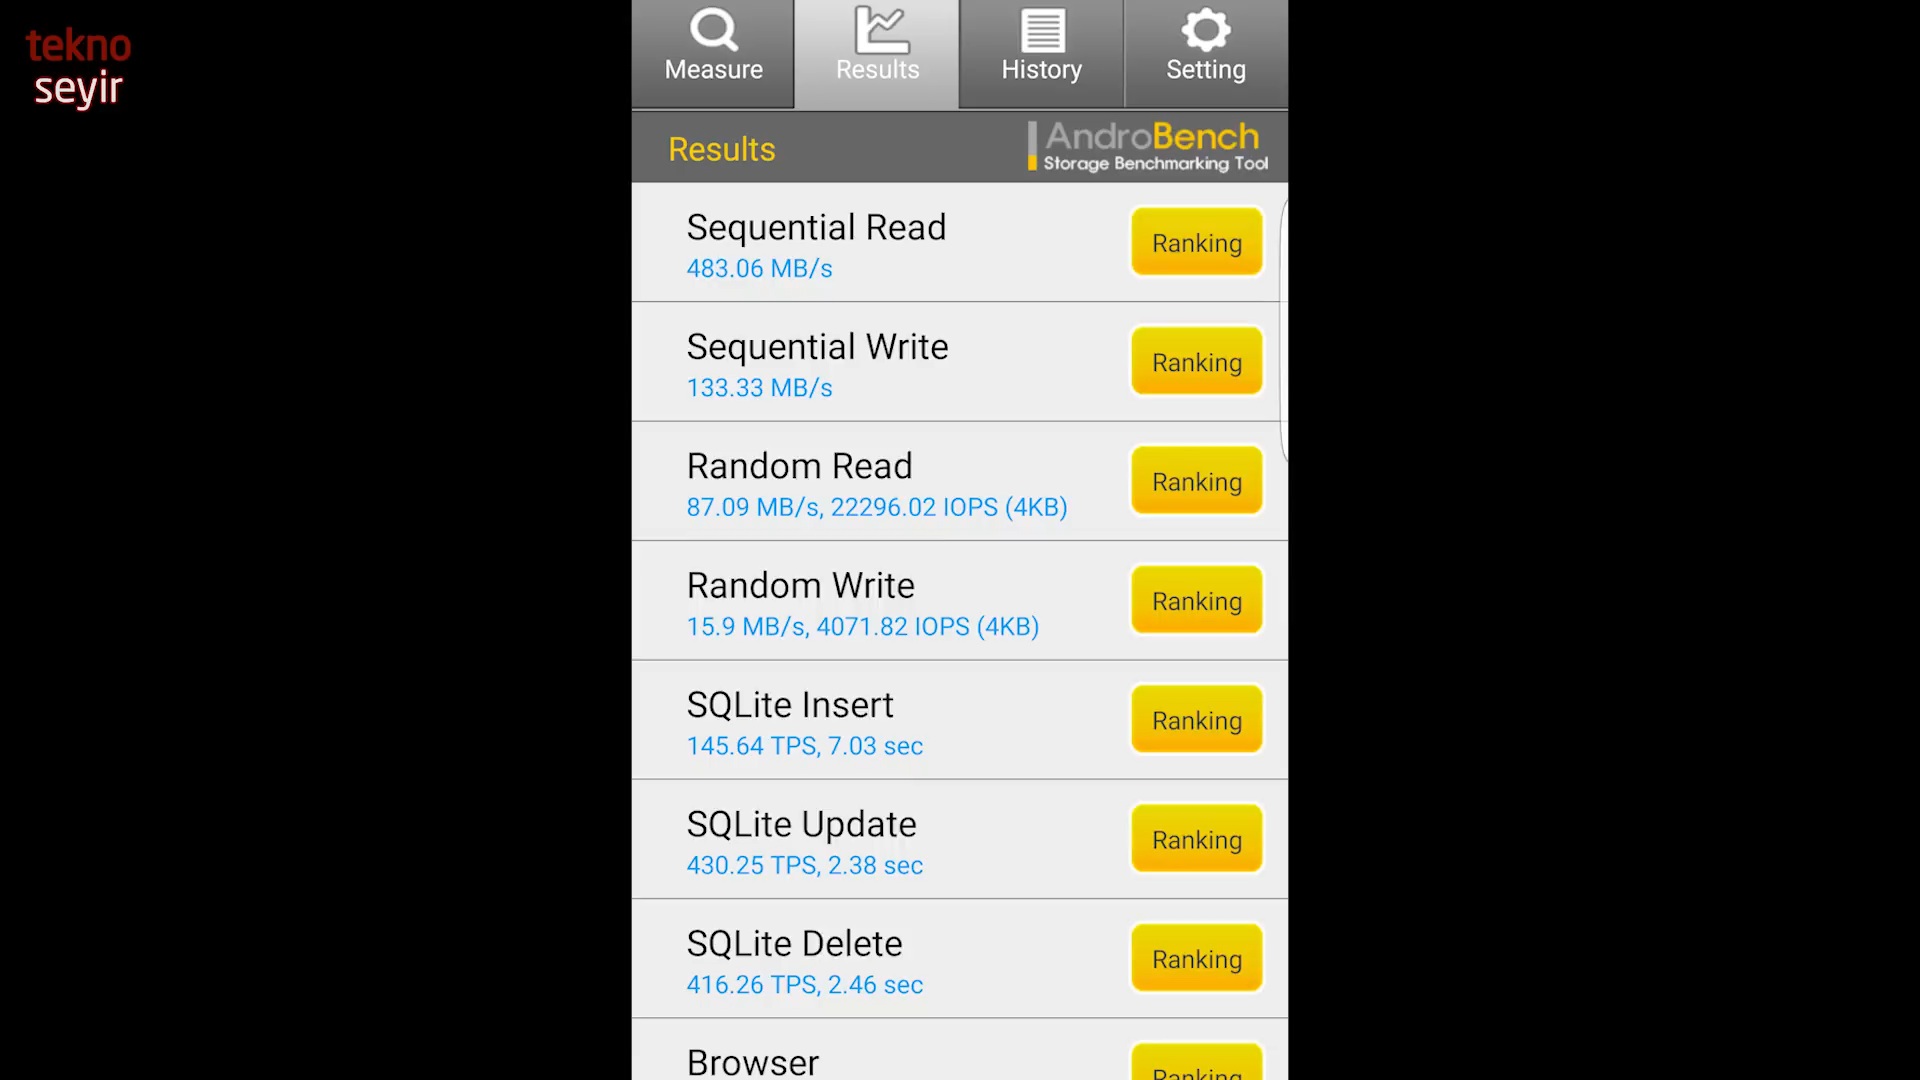 tekno
seyir
Measure
Results
History
Setting
Results
AndroBench
Storage Benchmarking Tool
Sequential Read
483.06 MB/s
Ranking
Sequential Write
133.33 MB/s
Ranking
Random Read
87.09 MB/s, 22296.02 IOPS (4KB)
Ranking
Random Write
15.9 MB/s, 4071.82 IOPS (4KB)
Ranking
SQLite Insert
145.64 TPS, 7.03 sec
Ranking
SQLite Update
430.25 TPS, 2.38 sec
Ranking
SQLite Delete
416.26 TPS, 2.46 sec
Ranking
Browser
Ranking